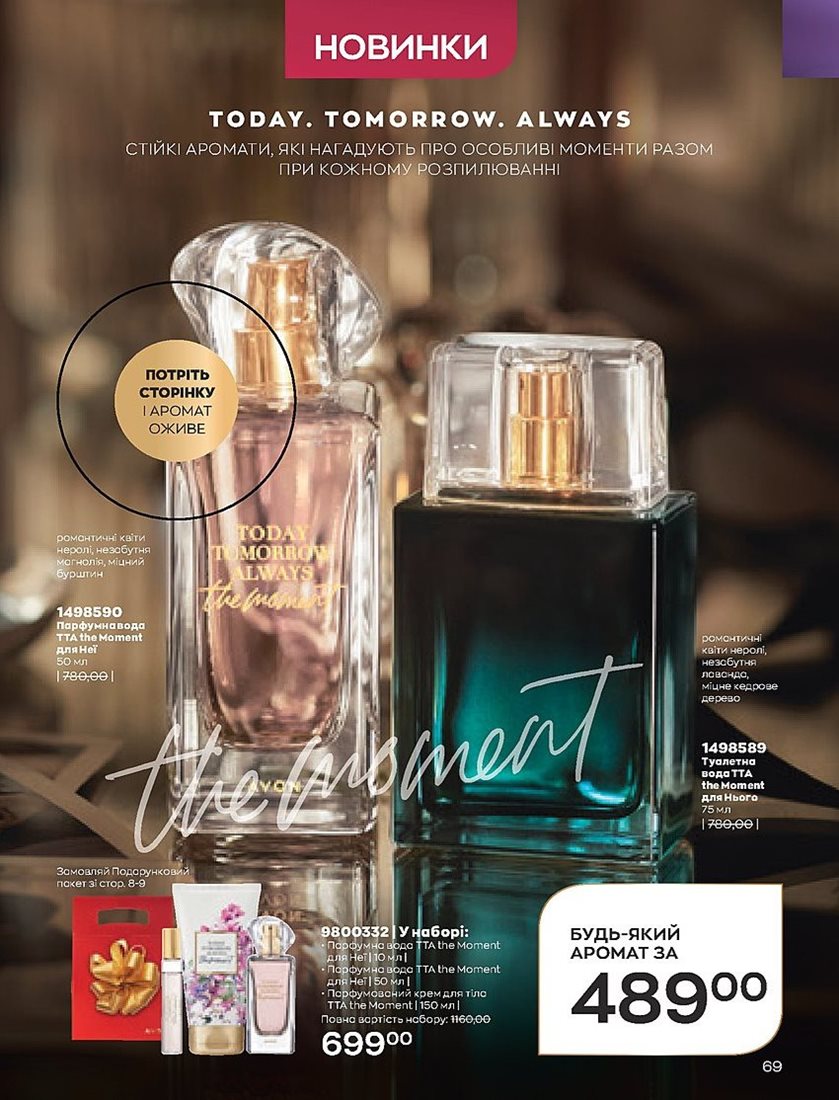 НОВИНКИ
TODAY. TOMORROW. ALWAYS
СТІЙКІ АРОМАТИ, ЯКІ НАГАДУЮТЬ ПРО ОСОБЛИВІ МОМЕНТИ РАЗОМ
ПРИ КОЖНОМУ РОЗПИЛЮВАННІ
ПОТРІТЬ
СТОРІНКУ
І АРОМАТ
ОЖИВЕ
романтичні квіти
неролі, незабутня
магнолія, міцний
бурштин
1498590
Парфумна вода
TTA the Moment
для Неї
50 мл
| 780,00 |
TODAY
TOMORROW
ALWAYS
the moment
AVON
the moment
романтичні
квіти неролі,
незабутня
лаванда,
міцне кедрове
дерево
1498589
Туалетна
вода TTA
the Moment
для Нього
75 мл
| 780,00 |
Замовляй Подарунковий
пакет зі стор. 8-9
9800332 | У наборі:
• Парфумна вода TTA the Moment
для Неї | 10 мл |
• Парфумна вода TTA the Moment
для Неї | 50 мл |
• Парфумований крем для тіла
TTA the Moment | 150 мл |
Повна вартість набору: 1160,00
699⁰⁰
БУДЬ-ЯКИЙ
АРОМАТ ЗА
489⁰⁰
69